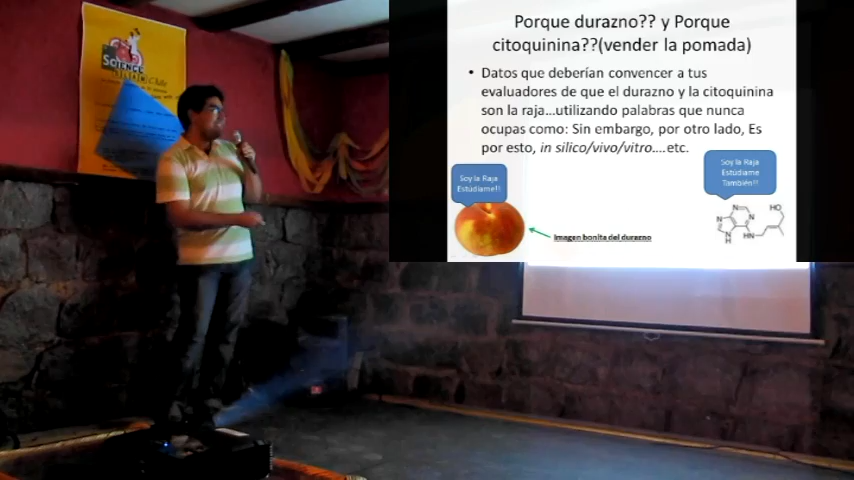 Porque durazno?? y Porque
citoquinina??(vender la pomada)
• Datos que deberían convencer a tus
evaluadores de que el durazno y la citoquinina
son la raja...utilizando palabras que nunca
ocupas como: Sin embargo, por otro lado, Es
por esto, in silico/vivo/vitro....etc.
Soy la Raja
Estúdiame!!
Soy la Raja
Estúdiame
También!!
Imagen bonita del durazno
HO
N
N
N
N
H
HN
SCIENCE
Chile